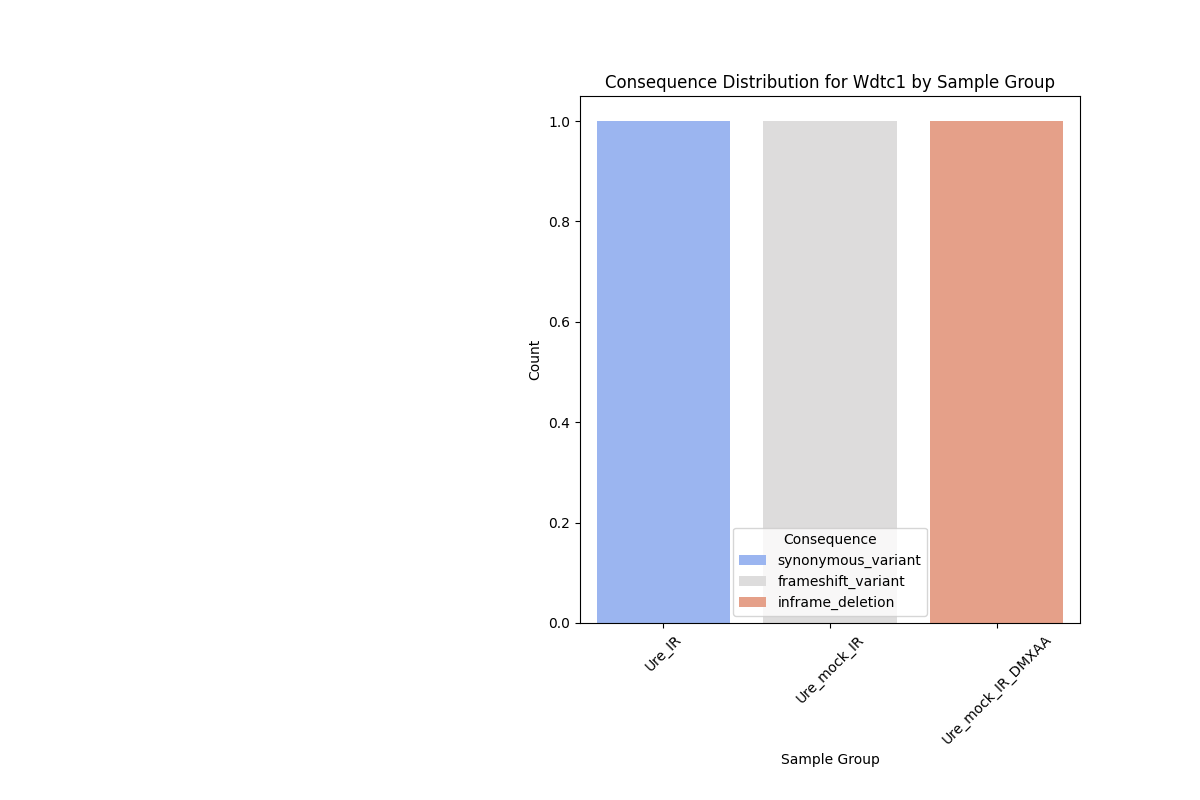 Consequence Distribution for Wdtc1 by Sample Group
1.0
0.8
0.6
0.4
0.2
0.0
Count
Consequence
synonymous_variant
frameshift_variant
inframe_deletion
Ure_IR
Ure_mock_IR
Ure_mock_IR_DMXAA
Sample Group